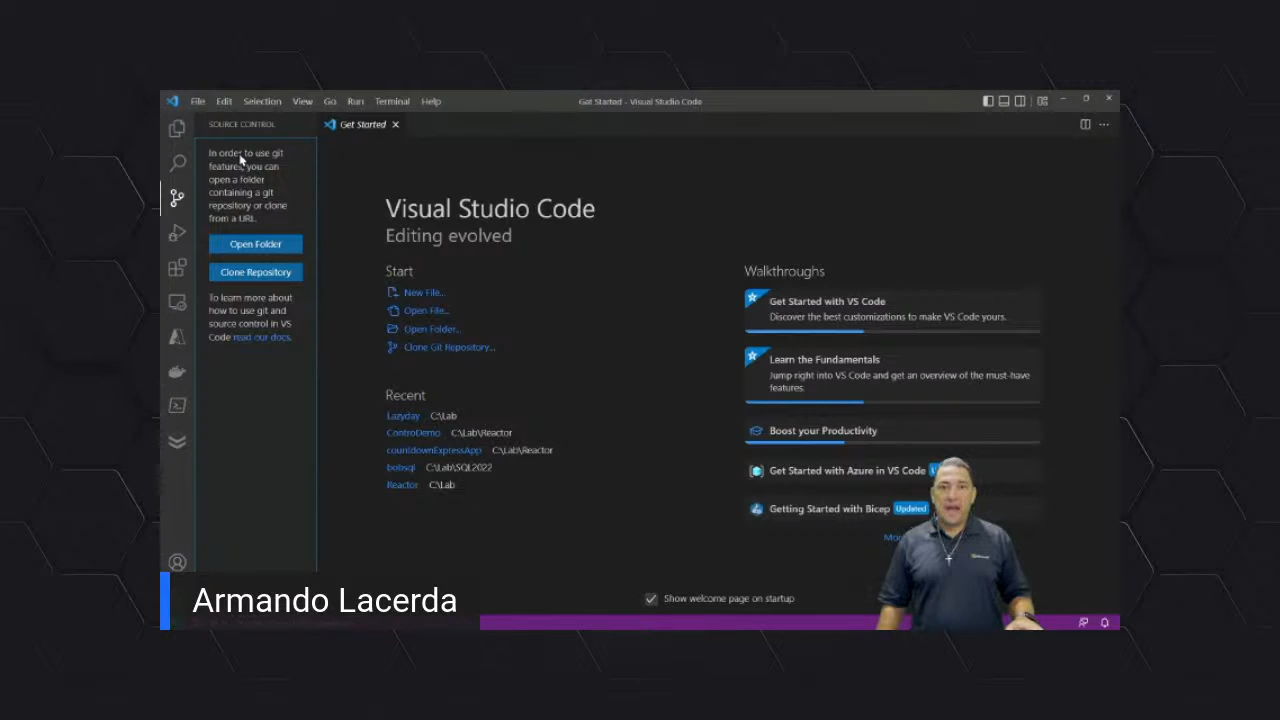 File Edit Selection View Go Run Terminal Help
Get Started - Visual Studio Code
SOURCE CONTROL
Get Started
In order to use git
features, you can
open a folder
containing a git
repository or clone
from a URL.
Open Folder
Clone Repository
To learn more about
how to use git and
source control in VS
Code read our docs.
Visual Studio Code
Editing evolved
Start
New File...
Open File...
Open Folder...
Clone Git Repository...
Recent
Lazyday C:\Lab
ControDemo C:\Lab\Reactor
countdownExpressApp C:\Lab\Reactor
bobsql C:\Lab\SQL2022
Reactor C:\Lab
Walkthroughs
Get Started with VS Code
Discover the best customizations to make VS Code yours.
Learn the Fundamentals
Jump right into VS Code and get an overview of the must-have
features.
Boost your Productivity
Get Started with Azure in VS Code
Getting Started with Bicep Updated
Show welcome page on startup
Armando Lacerda